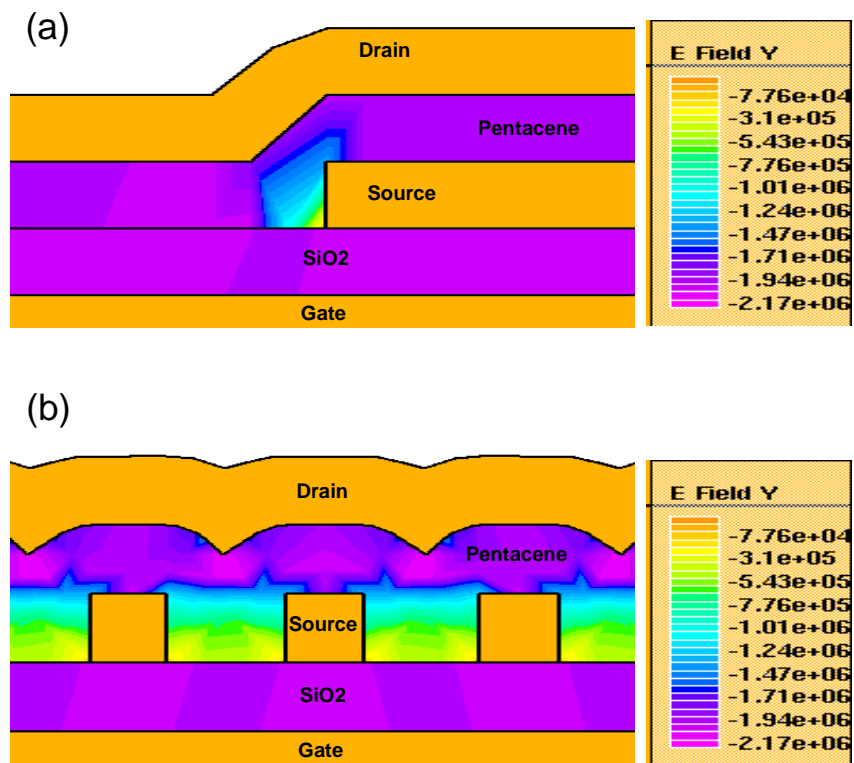 (a)
Drain
Pentacene
Source
SiO2
Gate
E Field Y
-7.76e+04
-3.1e+05
-5.43e+05
-7.76e+05
-1.01e+06
-1.24e+06
-1.47e+06
-1.71e+06
-1.94e+06
-2.17e+06
(b)
Drain
Pentacene
Source
SiO2
Gate
E Field Y
-7.76e+04
-3.1e+05
-5.43e+05
-7.76e+05
-1.01e+06
-1.24e+06
-1.47e+06
-1.71e+06
-1.94e+06
-2.17e+06